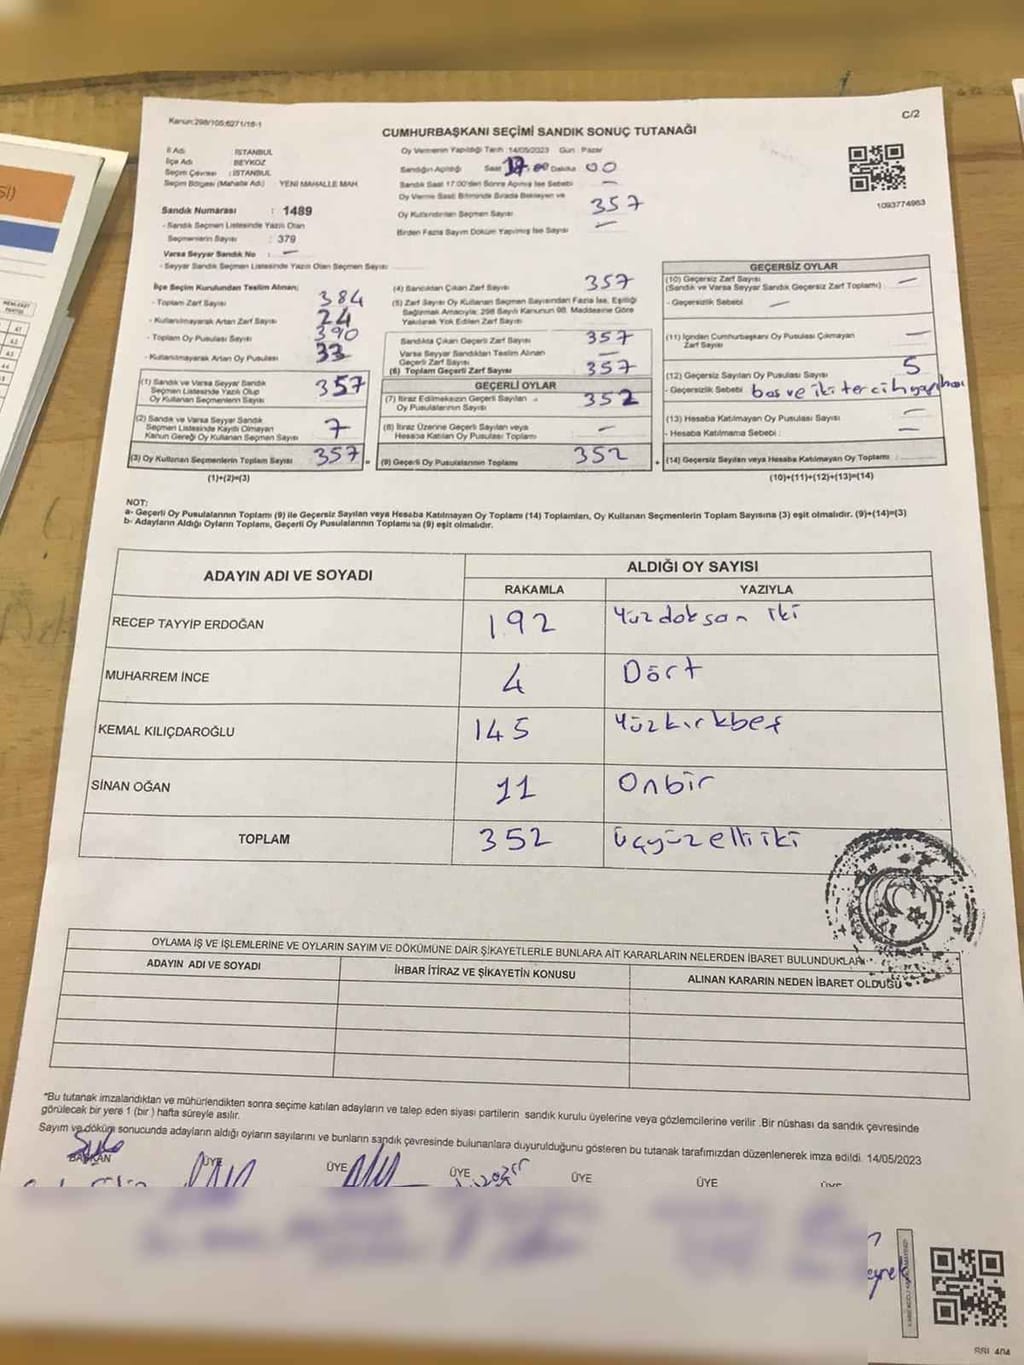 Kanun:298/105;6271/18-1
C/2
CUMHURBAŞKANI SEÇİMİ SANDIK SONUÇ TUTANAĞI
İl Adı : İSTANBUL
İlçe Adı : BEYKOZ
Seçim Çevresi : İSTANBUL
Seçim Bölgesi (Mahalle Adı) : YENİ MAHALLE MAH
Sandık Numarası : 1489
- Sandık Seçmen Listesinde Yazılı Olan
Seçmenlerin Sayısı : 379
Varsa Seyyar Sandık No : —
- Seyyar Sandık Seçmen Listesinde Yazılı Olan Seçmen Sayısı
Oy Vermenin Yapıldığı Tarih :14/05/2023 Gün : Pazar
Sandığın Açıldığı Saat 17:00 Dakika 00
Sandık Saat 17:00'den Sonra Açılmış İse Sebebi —
Oy Verme Saati Bitiminde Sırada Bekleyen ve
Oy Kullandırılan Seçmen Sayısı 357
Birden Fazla Sayım Döküm Yapılmış İse Sayısı —
1093774963
İlçe Seçim Kurulundan Teslim Alınan;
- Toplam Zarf Sayısı 384
- Kullanılmayarak Artan Zarf Sayısı 24
- Toplam Oy Pusulası Sayısı 390
- Kullanılmayarak Artan Oy Pusulası 33
(1) Sandık ve Varsa Seyyar Sandık
Seçmen Listesinde Yazılı Olup
Oy Kullanan Seçmenlerin Sayısı 357
(2) Sandık ve Varsa Seyyar Sandık
Seçmen Listesinde Kayıtlı Olmayan
Kanun Gereği Oy Kullanan Seçmen Sayısı 7
(3) Oy Kullanan Seçmenlerin Toplam Sayısı 357
(1)+(2)=(3)
(4) Sandıktan Çıkan Zarf Sayısı 357
(5) Zarf Sayısı Oy Kullanan Seçmen Sayısından Fazla İse, Eşitliği
Sağlamak Amacıyla; 298 Sayılı Kanunun 98. Maddesine Göre
Yakılarak Yok Edilen Zarf Sayısı
Sandıkta Çıkan Geçerli Zarf Sayısı 357
Varsa Seyyar Sandıktan Teslim Alınan
Geçerli Zarf Sayısı —
(6) Toplam Geçerli Zarf Sayısı 357
GEÇERLİ OYLAR
(7) İtiraz Edilmeksizin Geçerli Sayılan
Oy Pusulalarının Sayısı 352
(8) İtiraz Üzerine Geçerli Sayılan veya
Hesaba Katılan Oy Pusulası Toplamı —
(9) Geçerli Oy Pusulalarının Toplamı 352
GEÇERSİZ OYLAR
(10) Geçersiz Zarf Sayısı
(Sandık ve Varsa Seyyar Sandık Geçersiz Zarf Toplamı) : —
- Geçersizlik Sebebi : —
(11) İçinden Cumhurbaşkanı Oy Pusulası Çıkmayan
Zarf Sayısı —
(12) Geçersiz Sayılan Oy Pusulası Sayısı : 5
- Geçersizlik Sebebi : bos ve iki tercih
(13) Hesaba Katılmayan Oy Pusulası Sayısı : —
- Hesaba Katılmama Sebebi : —
(14) Geçersiz Sayılan veya Hesaba Katılmayan Oy Toplamı :
(10)+(11)+(12)+(13)=(14)
NOT:
a- Geçerli Oy Pusulalarının Toplamı (9) ile Geçersiz Sayılan veya Hesaba Katılmayan Oy Toplamı (14) Toplamları, Oy Kullanan Seçmenlerin Toplam Sayısına (3) eşit olmalıdır. (9)+(14)=(3)
b- Adayların Aldığı Oyların Toplamı, Geçerli Oy Pusulalarının Toplamına (9) eşit olmalıdır.
ADAYIN ADI VE SOYADI
ALDIĞI OY SAYISI
RAKAMLA YAZIYLA
RECEP TAYYİP ERDOĞAN 192 Yüzdoksan iki
MUHARREM İNCE 4 Dört
KEMAL KILIÇDAROĞLU 145 Yüzkırkbeş
SİNAN OĞAN 11 Onbir
TOPLAM 352 Üçyüzelliiki
OYLAMA İŞ VE İŞLEMLERİNE VE OYLARIN SAYIM VE DÖKÜMÜNE DAİR ŞİKAYETLERLE BUNLARA AİT KARARLARIN NELERDEN İBARET BULUNDUKLARI
ADAYIN ADI VE SOYADI
İHBAR İTİRAZ VE ŞİKAYETİN KONUSU
ALINAN KARARIN NEDEN İBARET OLDUĞU
*Bu tutanak imzalandıktan ve mühürlendikten sonra seçime katılan adayların ve talep eden siyasi partilerin sandık kurulu üyelerine veya gözlemcilerine verilir .Bir nüshası da sandık çevresinde
görülecek bir yere 1 (bir ) hafta süreyle asılır.
Sayım ve döküm sonucunda adayların aldığı oyların sayılarını ve bunların sandık çevresinde bulunanlara duyurulduğunu gösteren bu tutanak tarafımızdan düzenlenerek imza edildi. 14/05/2023
BAŞKAN ÜYE ÜYE ÜYE ÜYE ÜYE